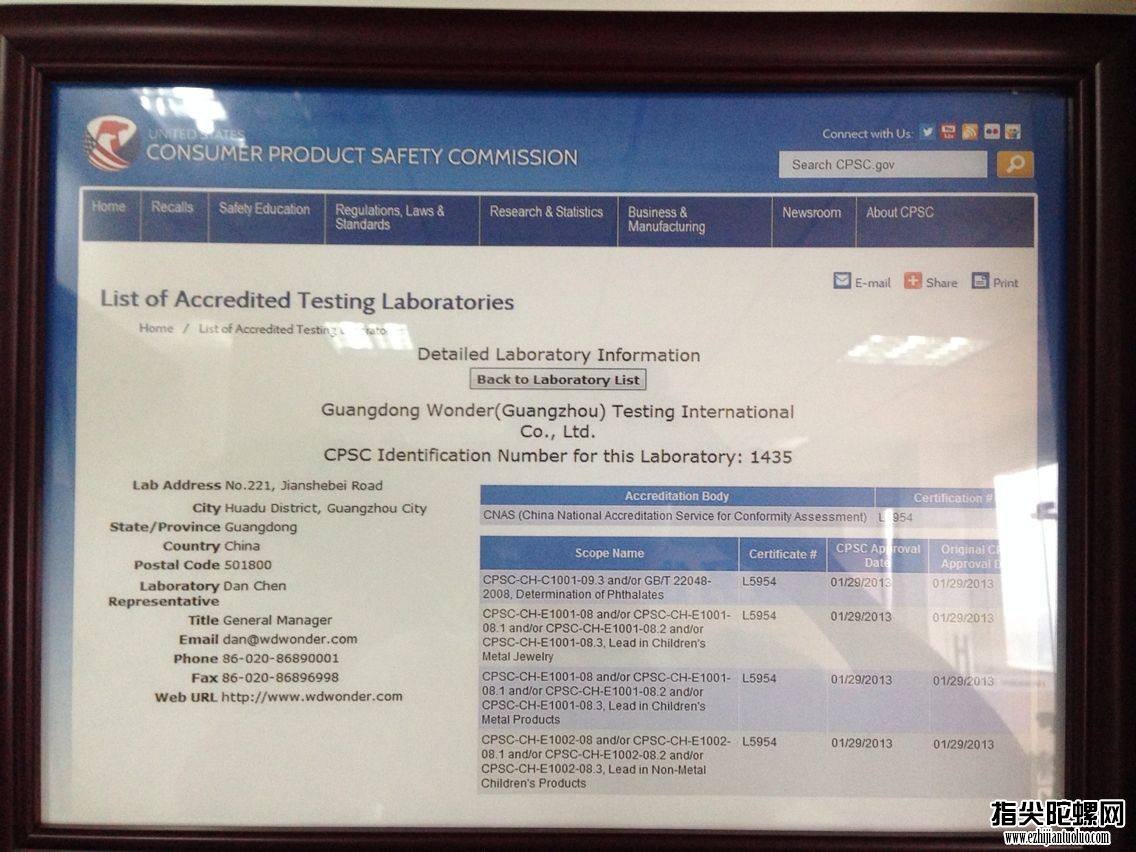 UNITED STATES
CONSUMER PRODUCT SAFETY COMMISSION
Connect with Us:
Search CPSC.gov
Home Recalls Safety Education Regulations, Laws & Standards Research & Statistics Business & Manufacturing Newsroom About CPSC
E-mail Share Print
List of Accredited Testing Laboratories
Home / List of Accredited Testing
Detailed Laboratory Information
Back to Laboratory List
Guangdong Wonder(Guangzhou) Testing International
Co., Ltd.
CPSC Identification Number for this Laboratory: 1435
Lab Address No.221, Jianshebei Road
City Huadu District, Guangzhou City
State/Province Guangdong
Country China
Postal Code 501800
Laboratory Representative Dan Chen
Title General Manager
Email dan@wdwonder.com
Phone 86-020-86890001
Fax 86-020-86896998
Web URL http://www.wdwonder.com
Accreditation Body Certification #
CNAS (China National Accreditation Service for Conformity Assessment)
Scope Name Certificate # CPSC Approval Date Original Approval
CPSC-CH-C1001-09.3 and/or GB/T 22048- L5954 01/29/2013 01/29/2013
2008, Determination of Phthalates
CPSC-CH-E1001-08 and/or CPSC-CH-E1001- L5954 01/29/2013 01/29/2013
08.1 and/or CPSC-CH-E1001-08.2 and/or
CPSC-CH-E1001-08.3, Lead in Children's
Metal Jewelry
CPSC-CH-E1001-08 and/or CPSC-CH-E1001- L5954 01/29/2013 01/29/2013
08.1 and/or CPSC-CH-E1001-08.2 and/or
CPSC-CH-E1001-08.3, Lead in Children's
Metal Products
CPSC-CH-E1002-08 and/or CPSC-CH-E1002- L5954 01/29/2013 01/29/2013
08.1 and/or CPSC-CH-E1002-08.2 and/or
CPSC-CH-E1002-08.3, Lead in Non-Metal
Children's Products
指尖陀螺网
www.ezhijiantuoluo.com